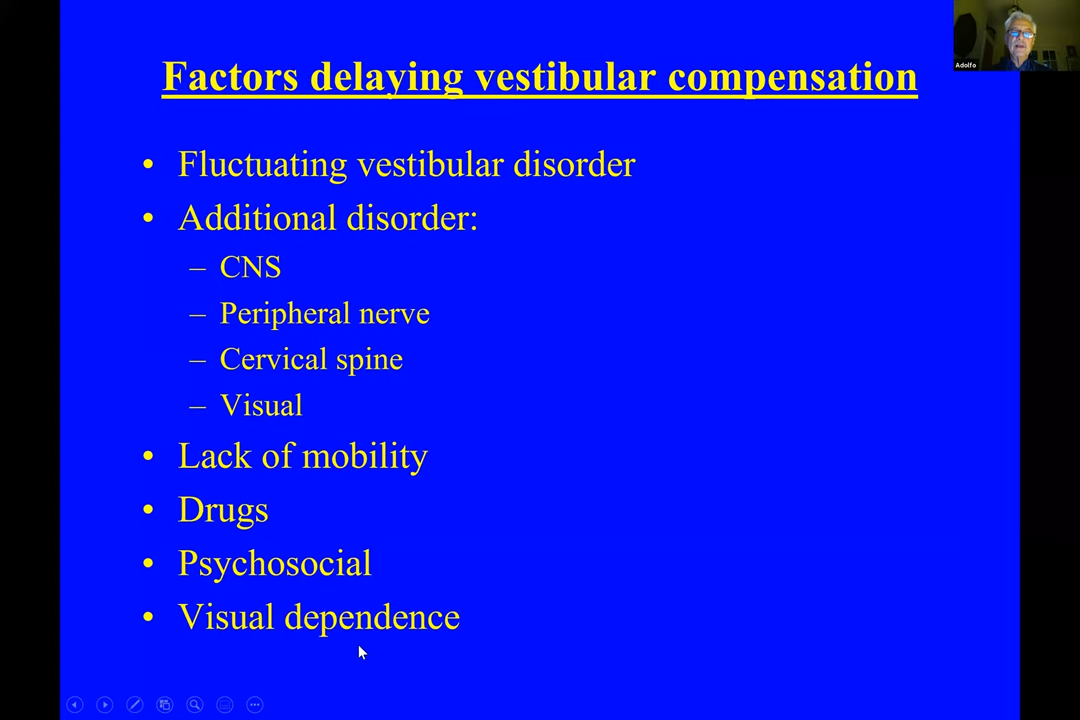 Factors delaying vestibular compensation
Adolfo
• Fluctuating vestibular disorder
• Additional disorder:
– CNS
– Peripheral nerve
– Cervical spine
– Visual
• Lack of mobility
• Drugs
• Psychosocial
• Visual dependence